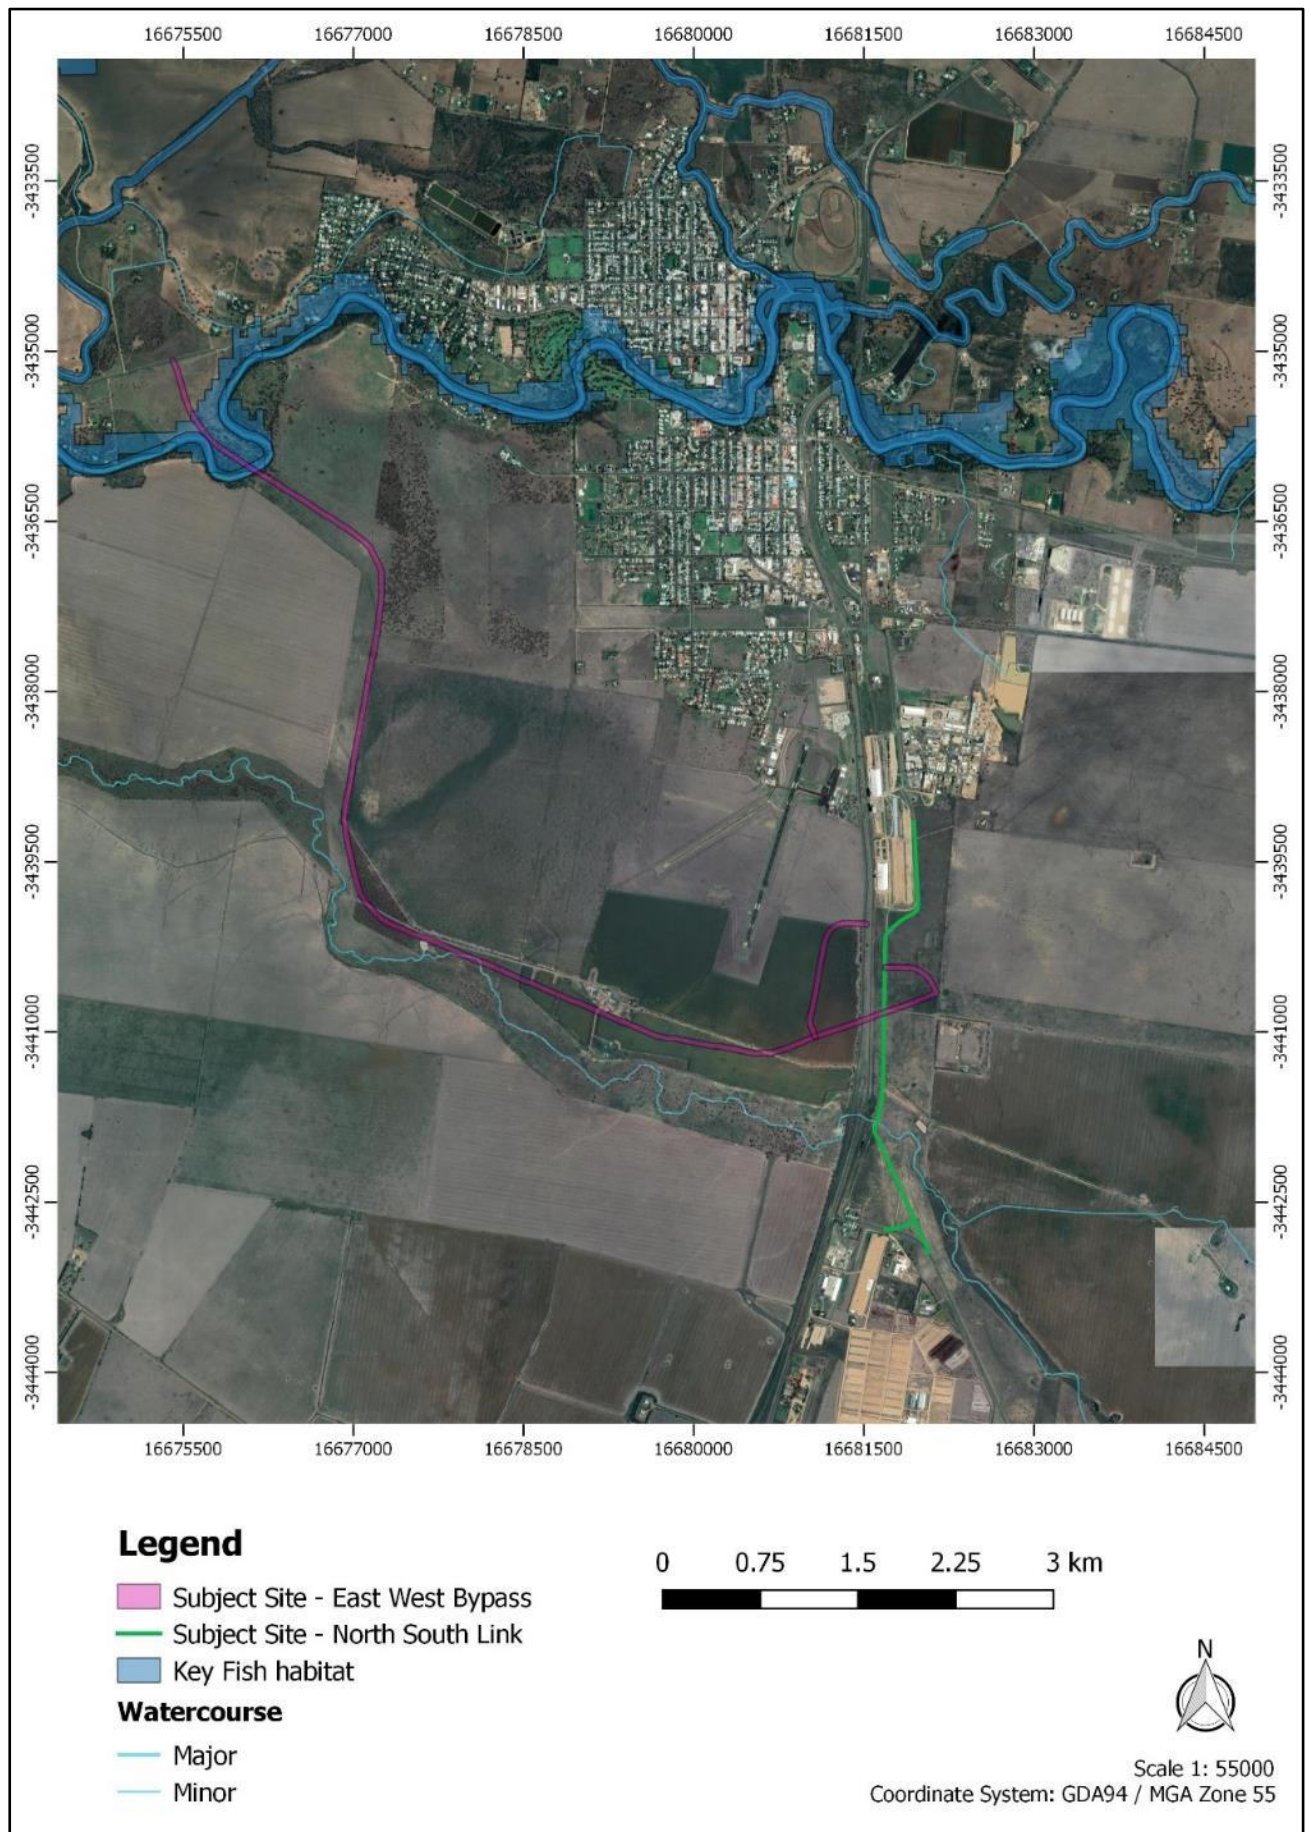 16675500 16677000 16678500 16680000 16681500 16683000 16684500
-3433500 -3433500
-3435000 -3435000
-3436500 -3436500
-3438000 -3438000
-3439500 -3439500
-3441000 -3441000
-3442500 -3442500
-3444000 -3444000
16675500 16677000 16678500 16680000 16681500 16683000 16684500
Legend
Subject Site - East West Bypass
Subject Site - North South Link
Key Fish habitat
Watercourse
Major
Minor
0 0.75 1.5 2.25 3 km
N
Scale 1: 55000
Coordinate System: GDA94 / MGA Zone 55